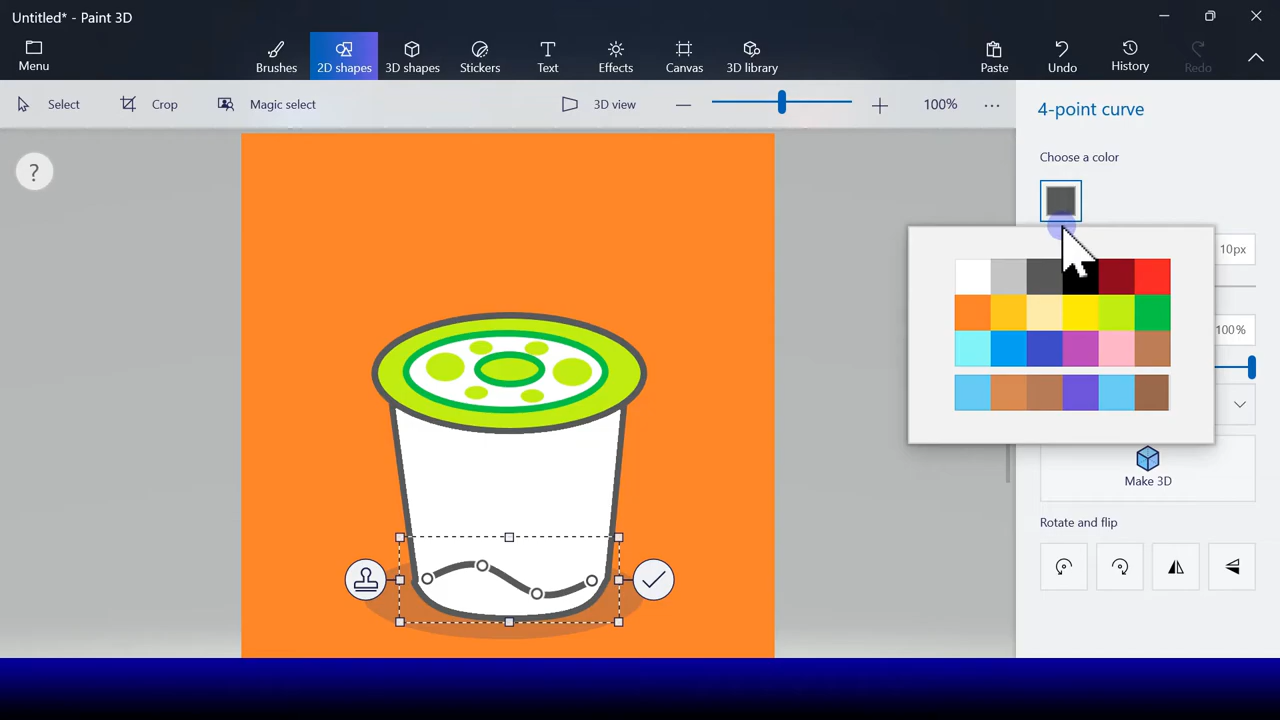 Untitled* - Paint 3D
Menu
Brushes
2D shapes
3D shapes
Stickers
Text
Effects
Canvas
3D library
Paste
Undo
History
Redo
Select
Crop
Magic select
3D view
100%
?
4-point curve
Choose a color
10px
100%
Make 3D
Rotate and flip